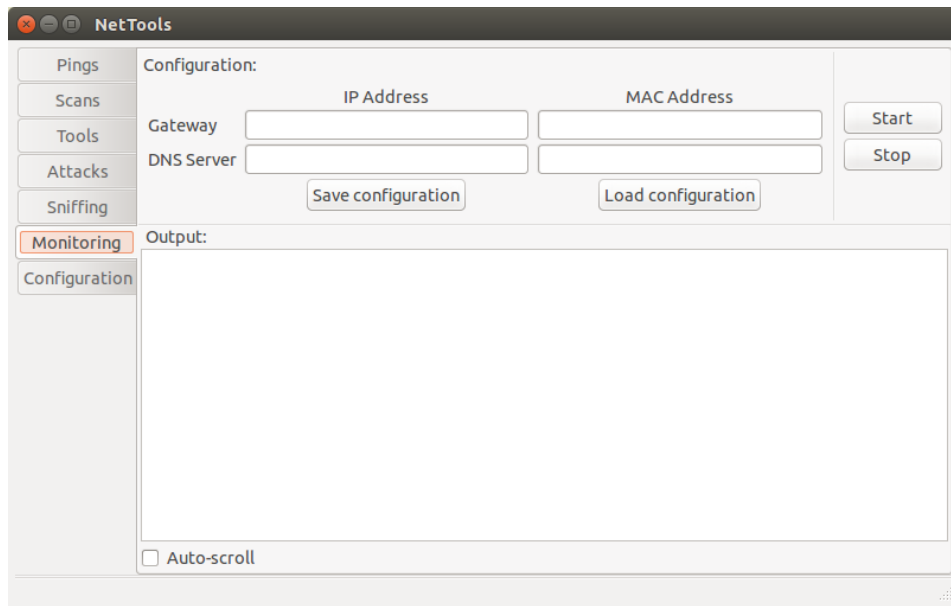 NetTools
Pings
Scans
Tools
Attacks
Sniffing
Monitoring
Configuration
Configuration:
IP Address MAC Address
Gateway
DNS Server
Save configuration Load configuration
Start
Stop
Output:
Auto-scroll